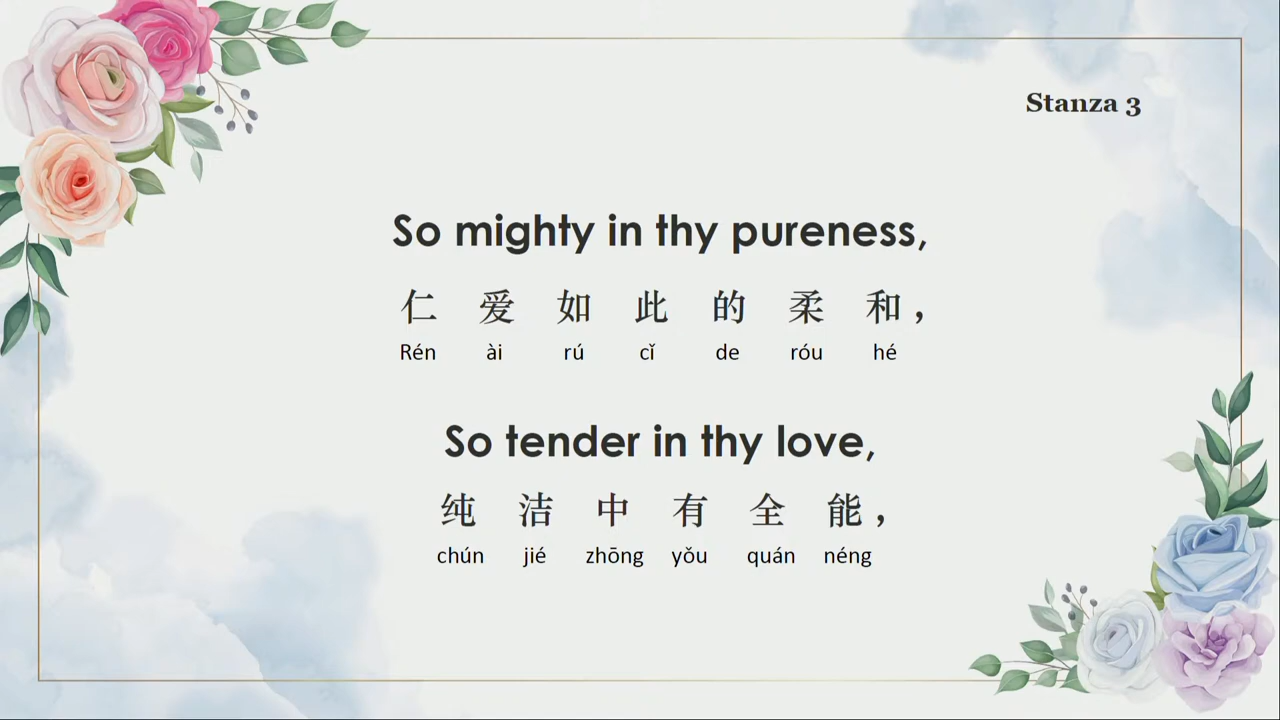 Stanza 3
So mighty in thy pureness,
仁 爱 如 此 的 柔 和，
Rén ài rú cǐ de róu hé
So tender in thy love,
纯 洁 中 有 全 能，
chún jié zhōng yǒu quán néng